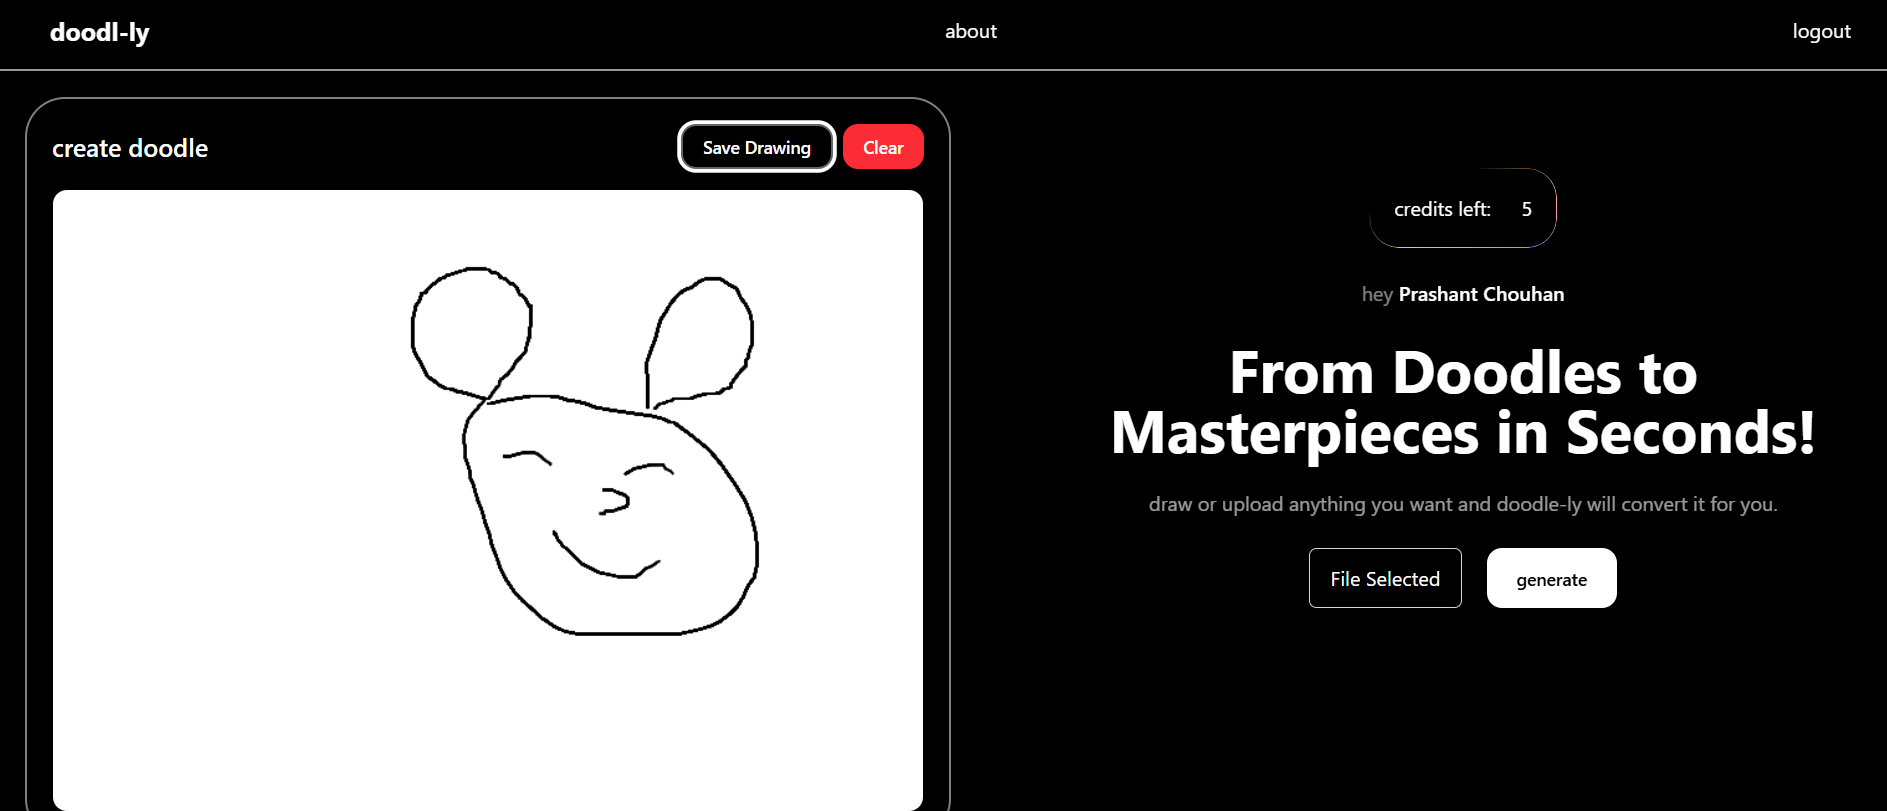 doodl-ly
about
logout
create doodle
Save Drawing
Clear
credits left: 5
hey Prashant Chouhan
From Doodles to
Masterpieces in Seconds!
draw or upload anything you want and doodle-ly will convert it for you.
File Selected
generate